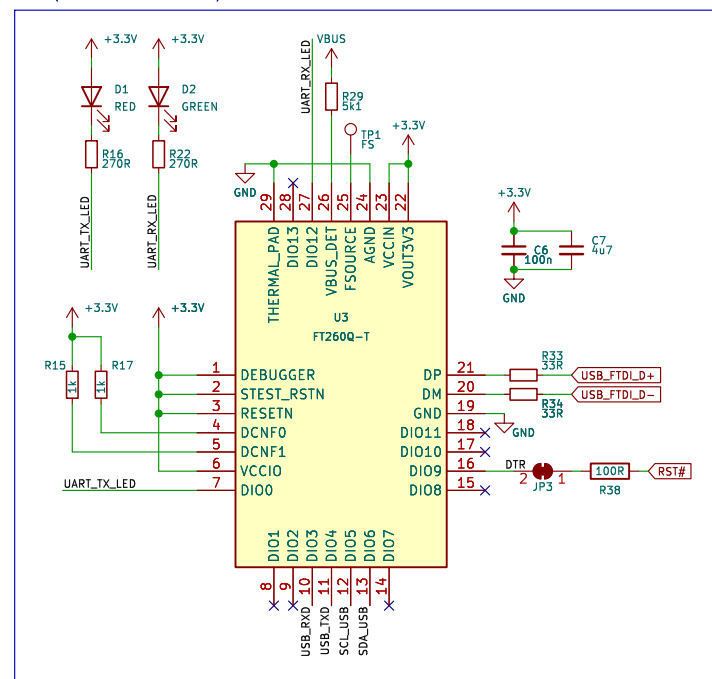 +3.3V
+3.3V
VBUS
D1
RED
D2
GREEN
UART_RX_LED
R29
5k1
TP1
FS
+3.3V
R16
270R
R22
270R
GND
UART_TX_LED
UART_RX_LED
29
28
27
26
25
24
23
22
THERMAL_PAD
DIO13
DIO12
VBUS_DET
FSOURCE
AGND
VCCIN
VOUT3V3
+3.3V
C6
100n
C7
4u7
GND
U3
FT260Q-T
+3.3V
+3.3V
R15
1k
R17
1k
1
DEBUGGER
2
STEST_RSTN
3
RESETN
4
DCNF0
5
DCNF1
6
VCCIO
7
DIO0
UART_TX_LED
DP
21
DM
20
GND
19
DIO11
18
DIO10
17
DIO9
16
DIO8
15
R33
33R
USB_FTDI_D+
R34
33R
USB_FTDI_D-
GND
DTR
2
JP3
1
100R
R38
RST#
DIO1
DIO2
DIO3
DIO4
DIO5
DIO6
DIO7
8
9
10
11
12
13
14
USB_RXD
USB_TXD
SCL_USB
SDA_USB